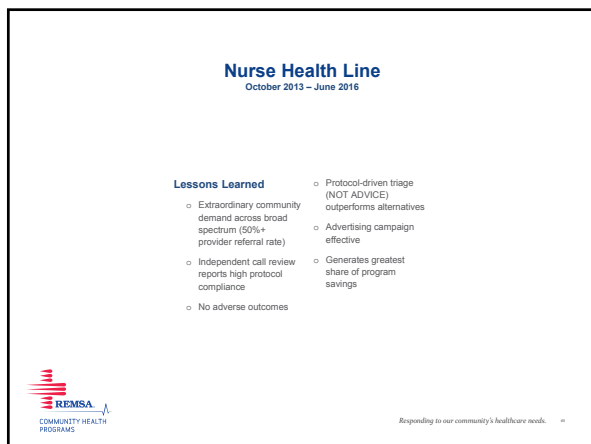 Nurse Health Line
October 2013 – June 2016
Lessons Learned
o Extraordinary community
demand across broad
spectrum (50%+
provider referral rate)
o Independent call review
reports high protocol
compliance
o No adverse outcomes
o Protocol-driven triage
(NOT ADVICE)
outperforms alternatives
o Advertising campaign
effective
o Generates greatest
share of program
savings
REMSA
COMMUNITY HEALTH
PROGRAMS
Responding to our community's healthcare needs.